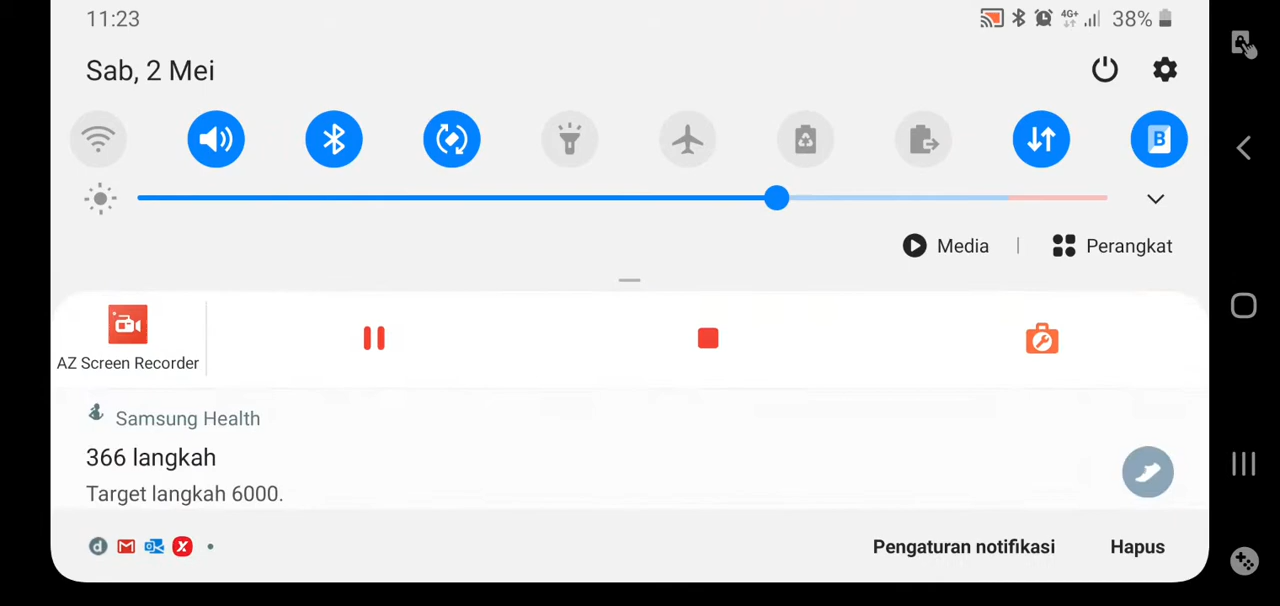 11:23
4G+
38%
Sab, 2 Mei
B
Media
Perangkat
AZ Screen Recorder
Samsung Health
366 langkah
Target langkah 6000.
Pengaturan notifikasi
Hapus